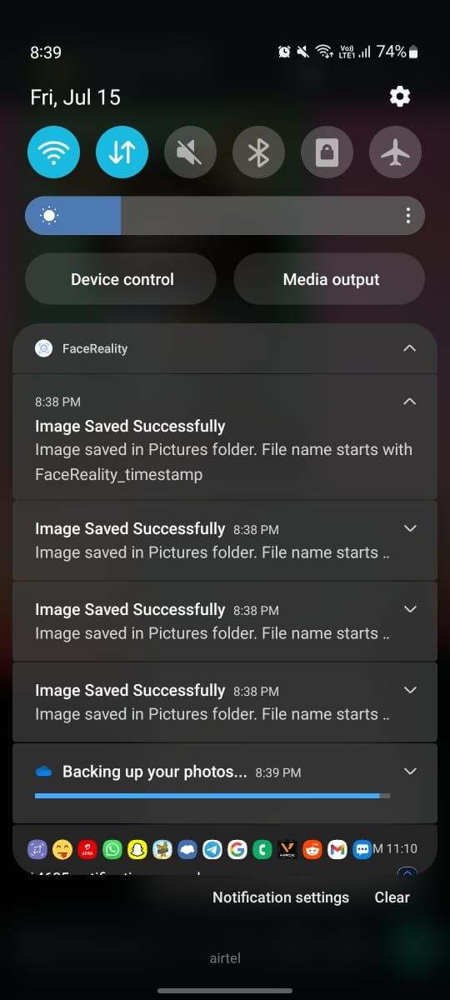 8:39
Vo) LTE1 74%
Fri, Jul 15
Device control
Media output
FaceReality
8:38 PM
Image Saved Successfully
Image saved in Pictures folder. File name starts with
FaceReality_timestamp
Image Saved Successfully 8:38 PM
Image saved in Pictures folder. File name starts ..
Image Saved Successfully 8:38 PM
Image saved in Pictures folder. File name starts ..
Image Saved Successfully 8:38 PM
Image saved in Pictures folder. File name starts ..
Backing up your photos... 8:39 PM
airtel
M 11:10
Notification settings
Clear
airtel